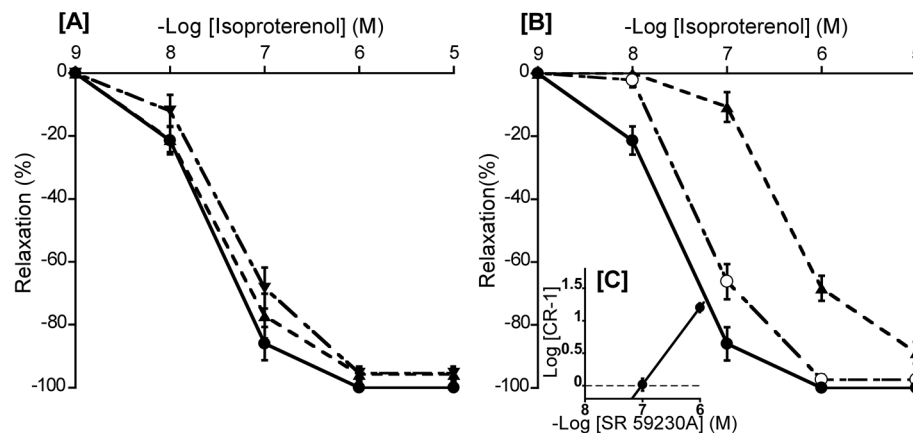 [A]
-Log [Isoproterenol] (M)
9 8 7 6 5
0
-20
-40
-60
-80
-100
Relaxation (%)
[B]
-Log [Isoproterenol] (M)
9 8 7 6 5
0
-20
-40
-60
-80
-100
Relaxation(%)
[C]
1.5
1
0.5
0
Log [CR-1]
8 7 6
-Log [SR 59230A] (M)